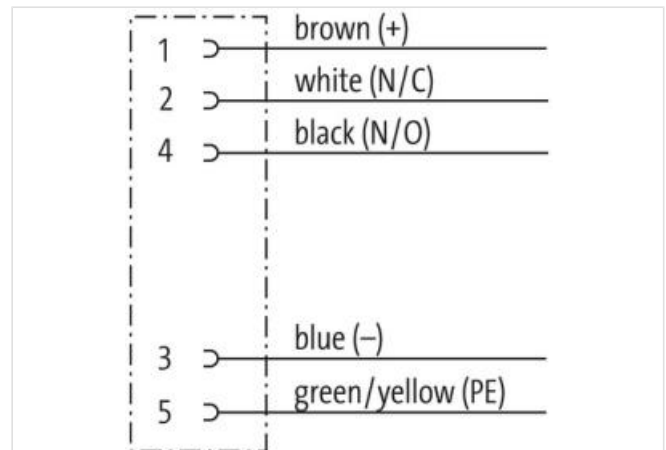 1 brown (+)
2 white (N/C)
4 black (N/O)
3 blue (–)
5 green/yellow (PE)